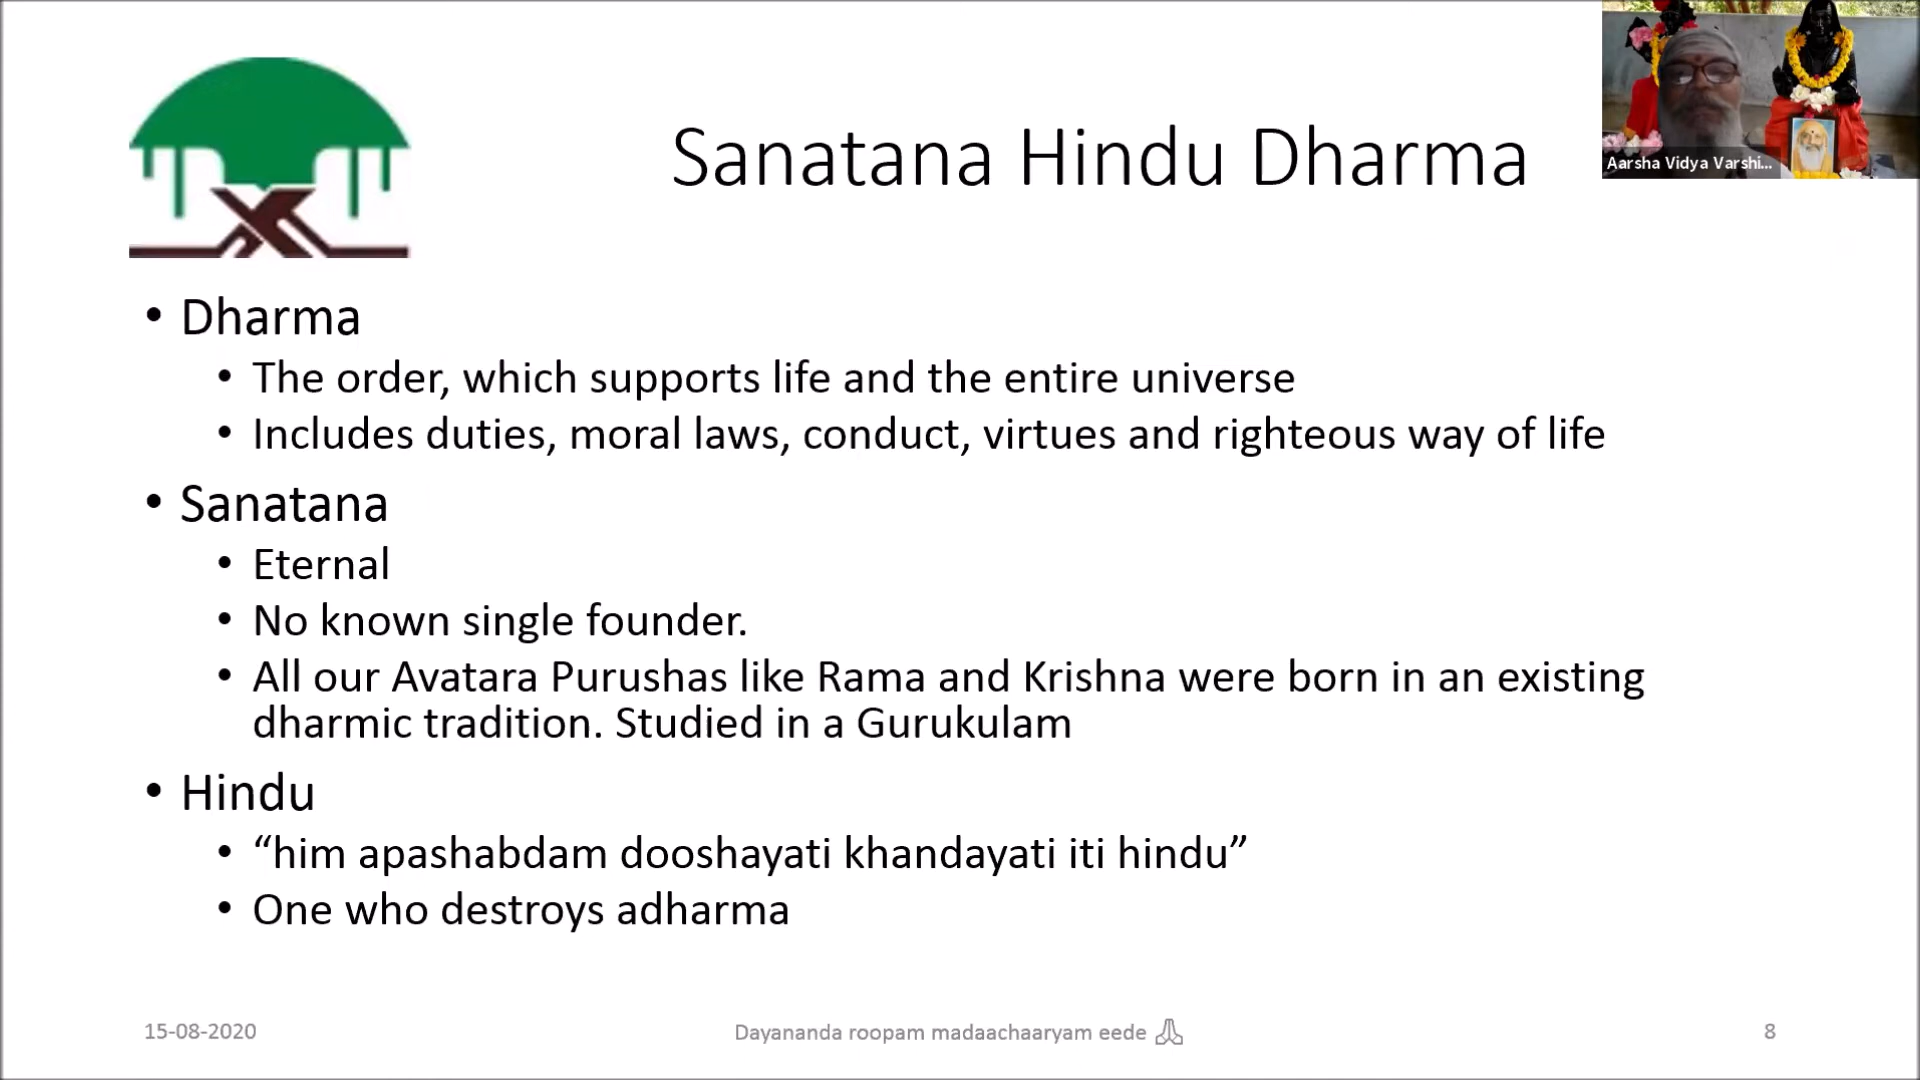 Sanatana Hindu Dharma
Aarsha Vidya Varshi...
• Dharma
• The order, which supports life and the entire universe
• Includes duties, moral laws, conduct, virtues and righteous way of life
• Sanatana
• Eternal
• No known single founder.
• All our Avatara Purushas like Rama and Krishna were born in an existing
dharmic tradition. Studied in a Gurukulam
• Hindu
• “him apashabdam dooshayati khandayati iti hindu”
• One who destroys adharma
15-08-2020
Dayananda roopam madaachaaryam eede 🙏
8